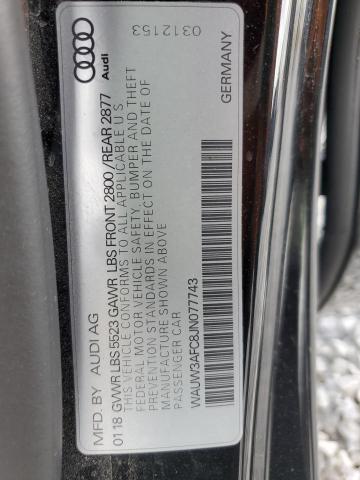 MFD. BY AUDI AG
01 18 GVWR LBS 5523 GAWR LBS FRONT 2800 / REAR 2877
THIS VEHICLE CONFORMS TO ALL APPLICABLE U S
FEDERAL MOTOR VEHICLE SAFETY, BUMPER AND THEFT
PREVENTION STANDARDS IN EFFECT ON THE DATE OF
MANUFACTURE SHOWN ABOVE
PASSENGER CAR
WAUW3AFC8JN077743
GERMANY
Audi
0312153